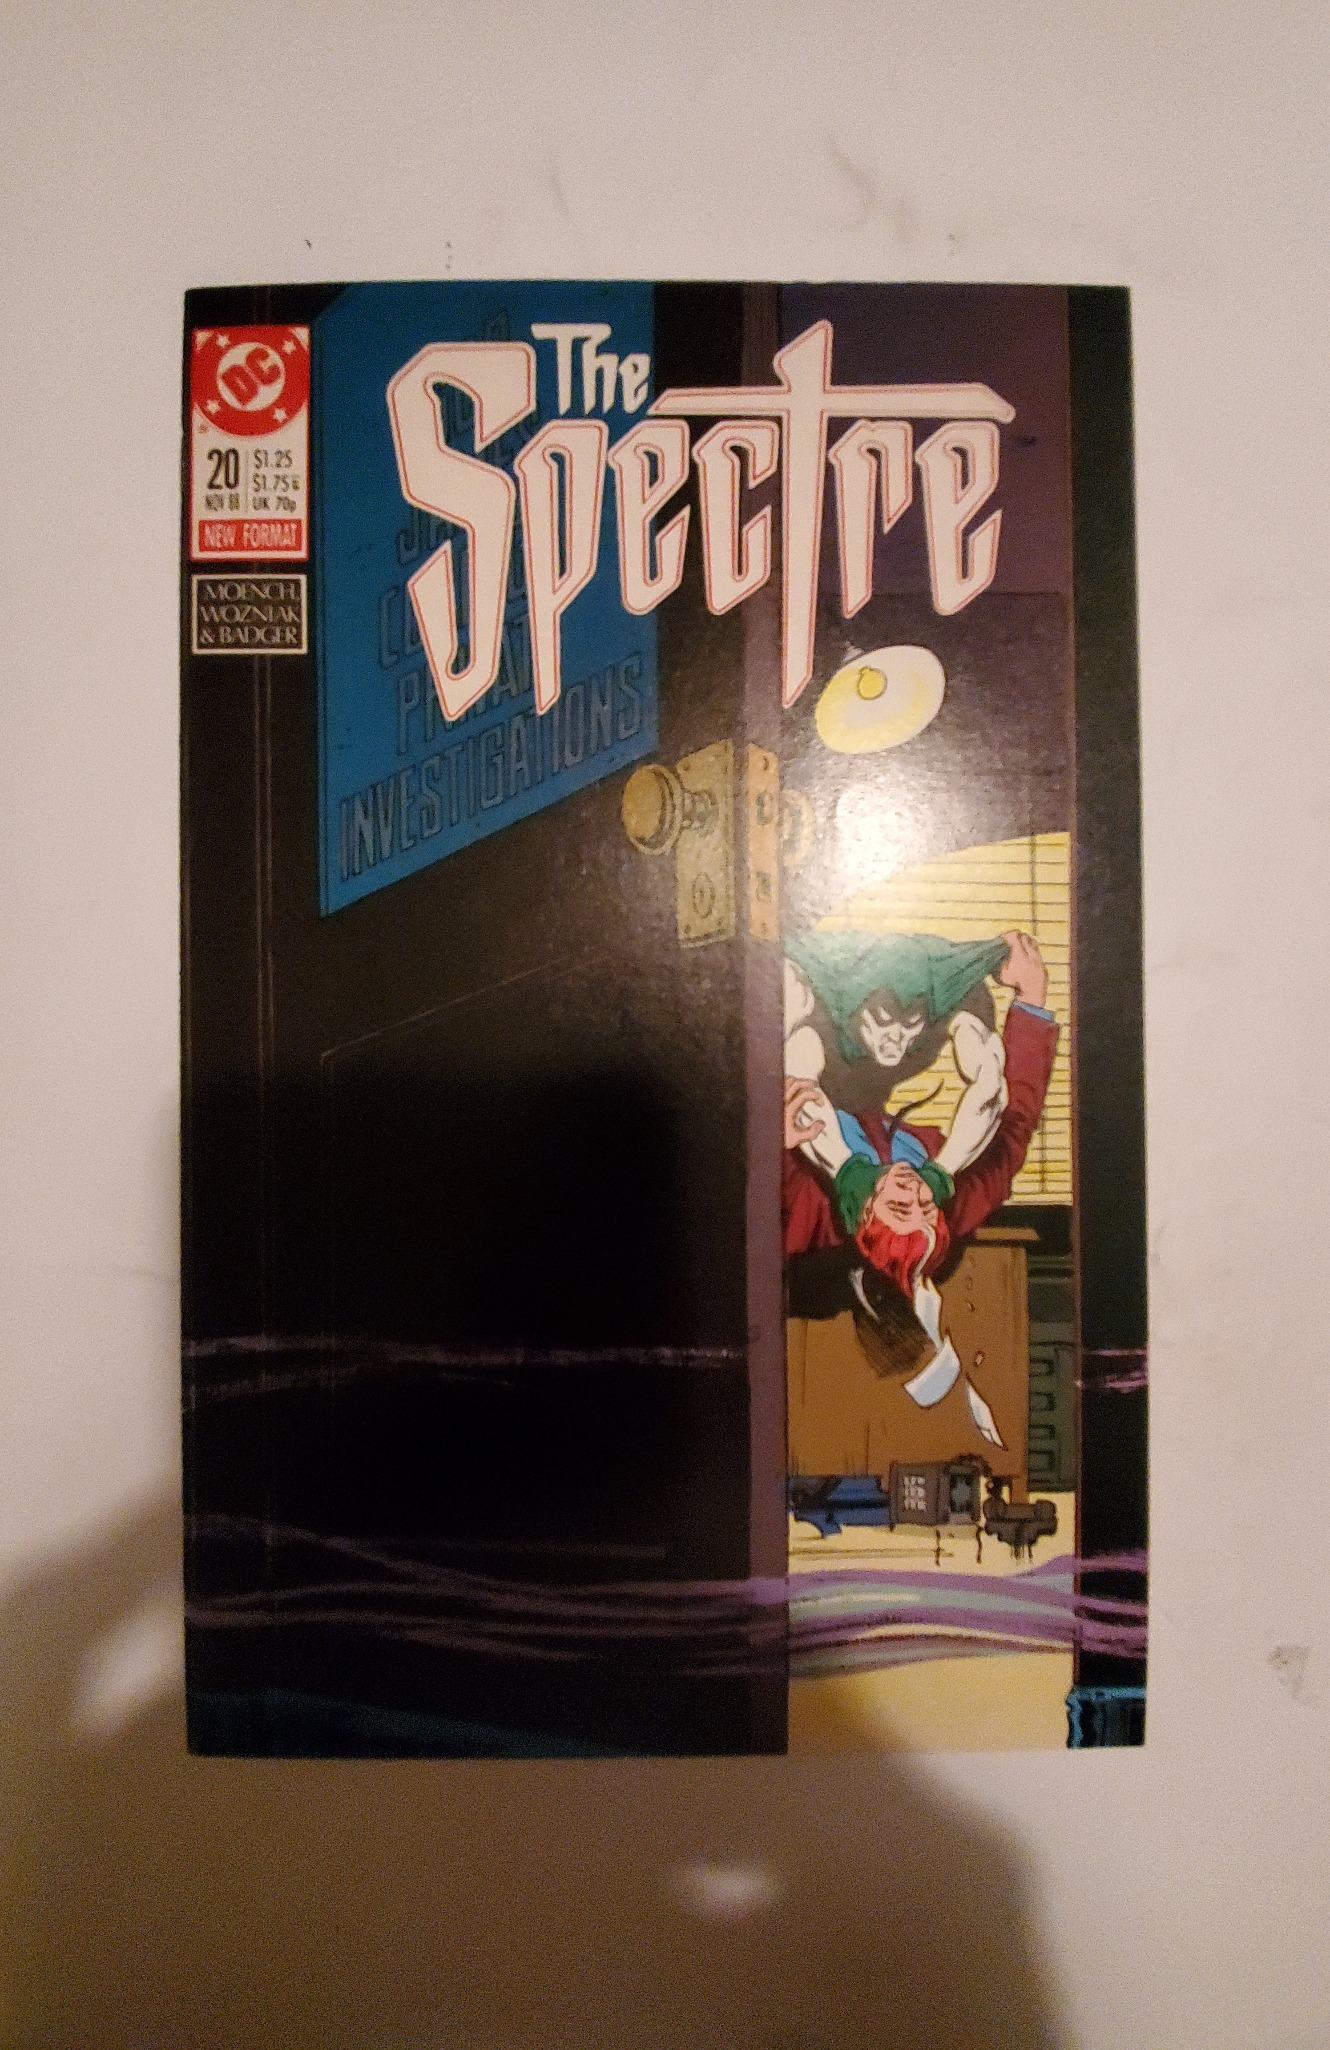 The
Spectre
DC
20
NOV 88
$1.25
$1.75
UK 70p
NEW FORMAT
MOENCH,
WOZNIAK
& BADGER
INVESTIGATIONS